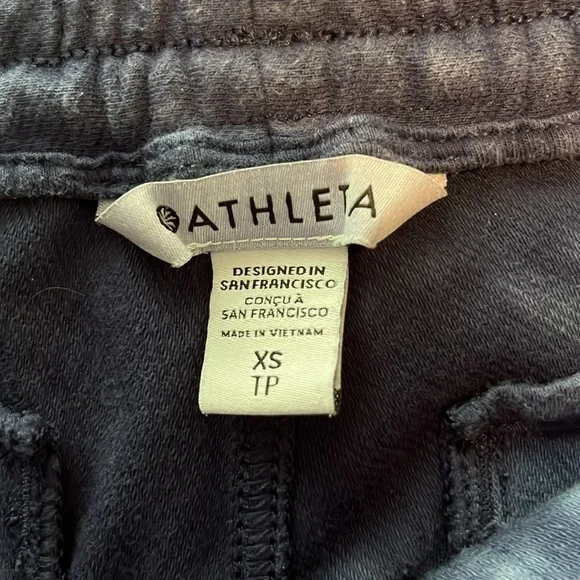 ATHLETA
DESIGNED IN
SAN FRANCISCO
CONÇU À
SAN FRANCISCO
MADE IN VIETNAM
XS
TP